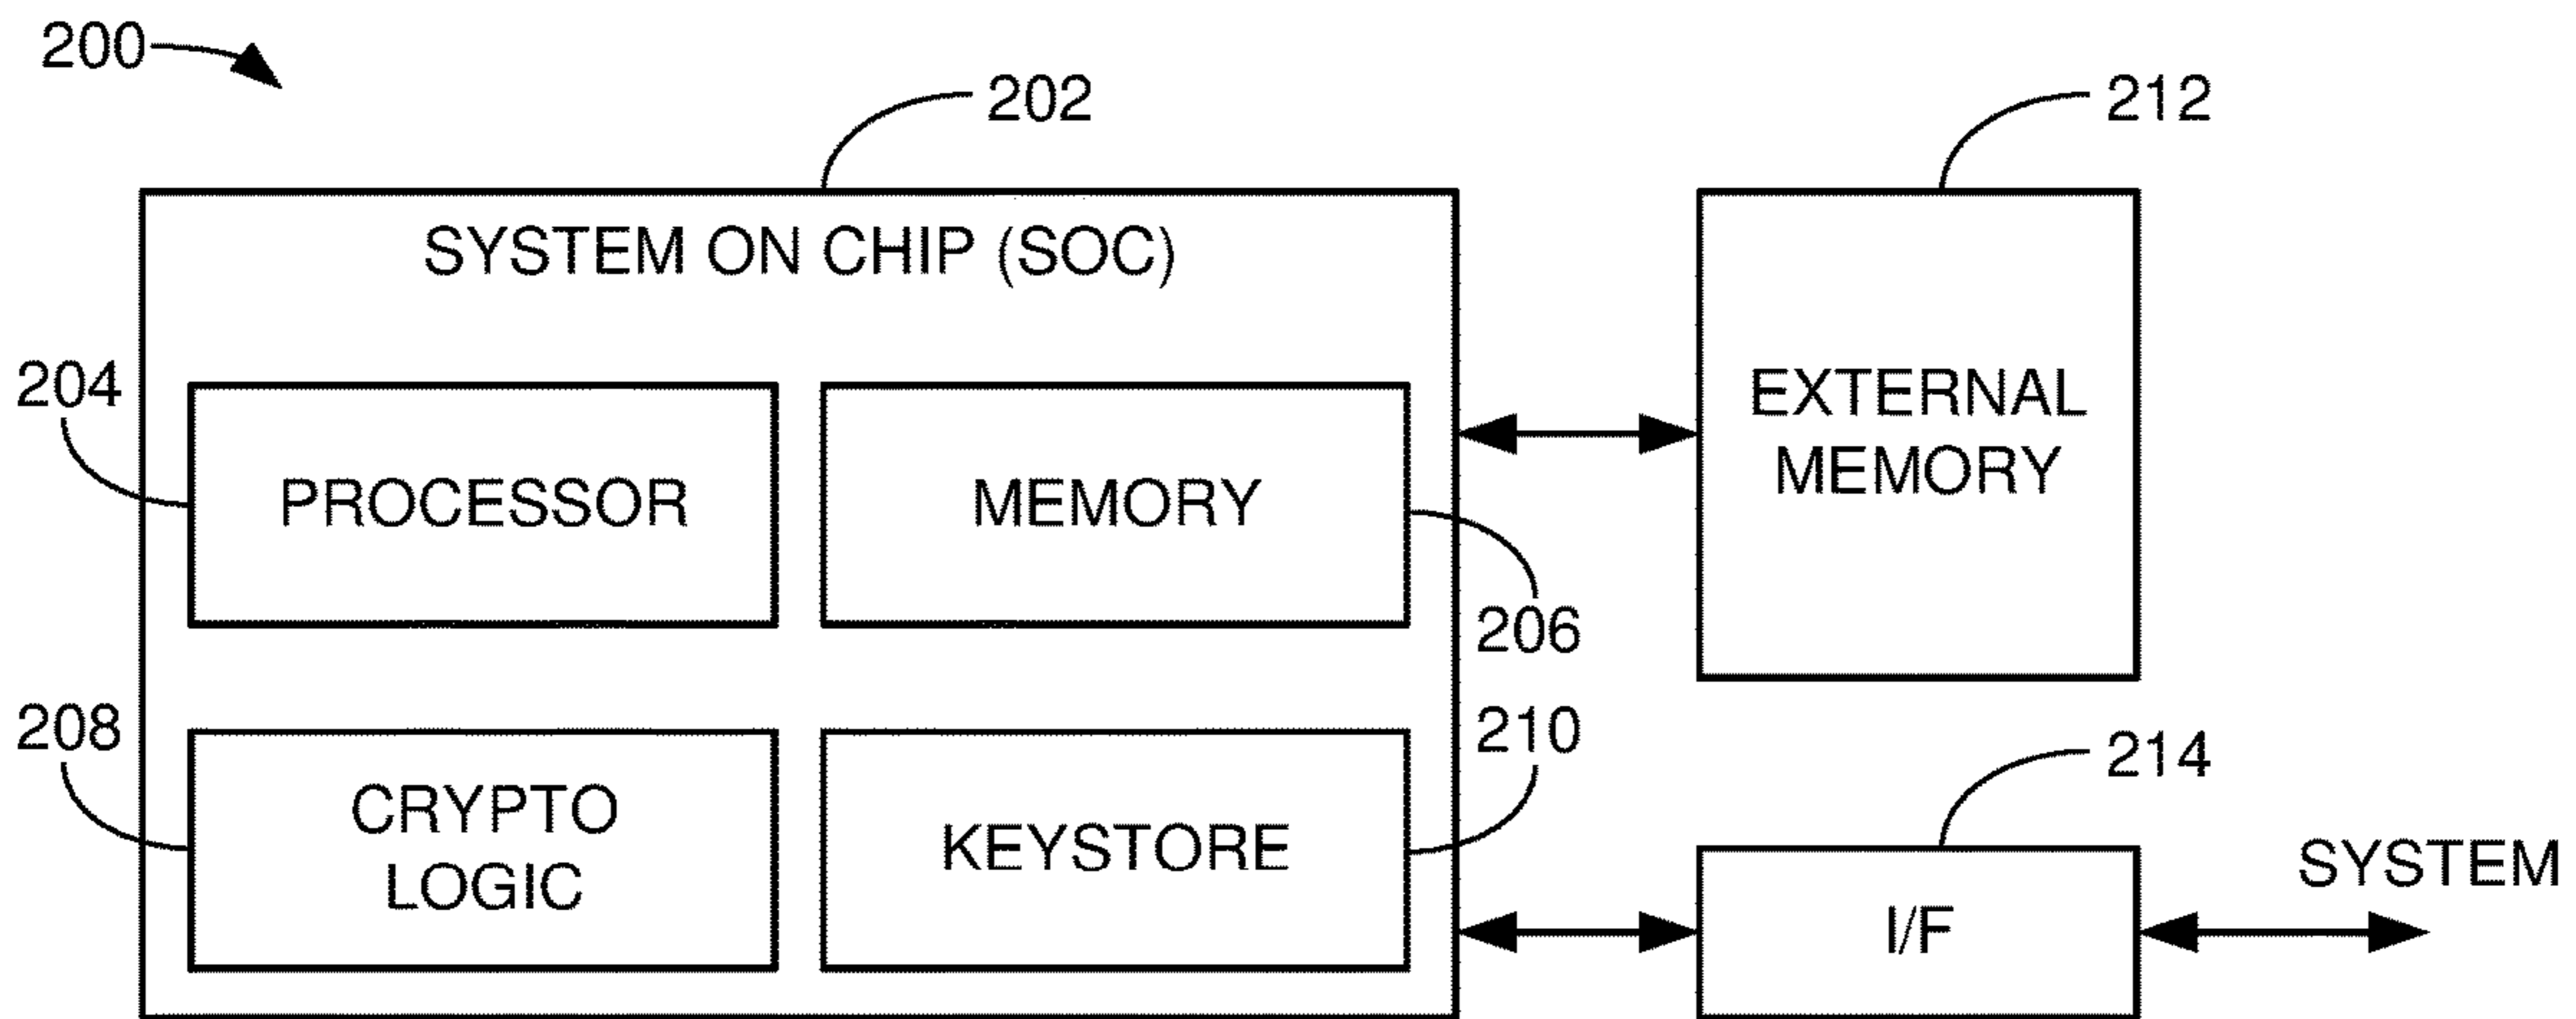 200
202
212
SYSTEM ON CHIP (SOC)
204
PROCESSOR
MEMORY
206
EXTERNAL
MEMORY
208
CRYPTO
LOGIC
KEYSTORE
210
214
I/F
SYSTEM